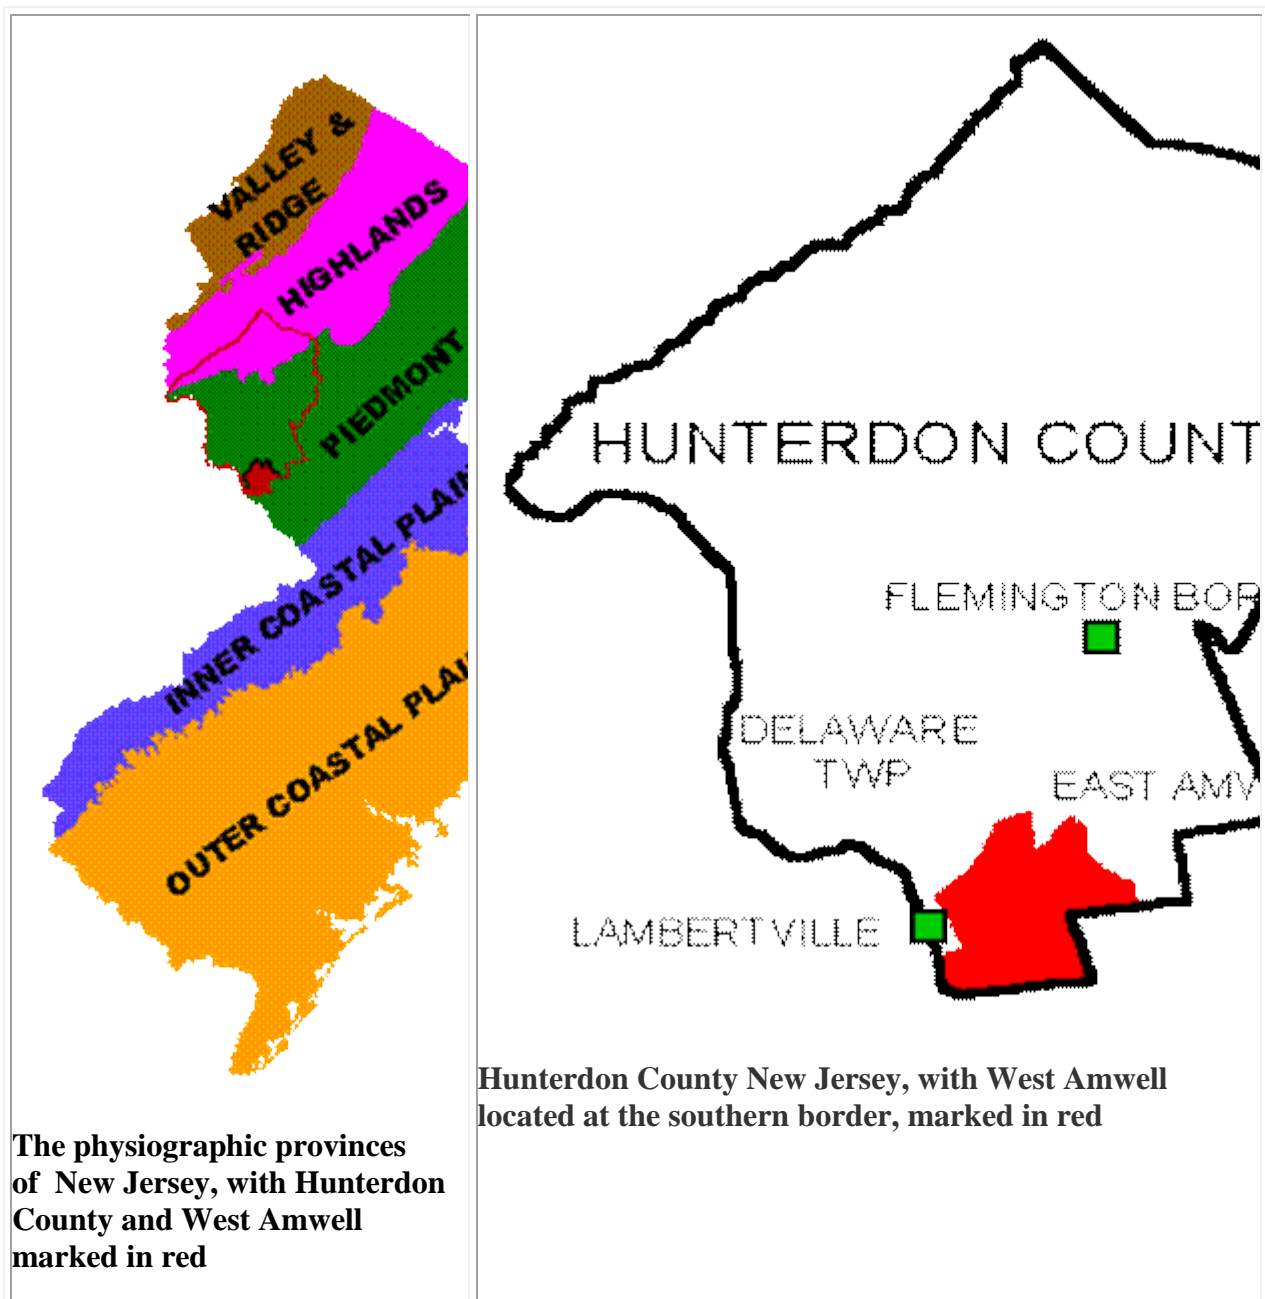 VALLEY &
RIDGE
HIGHLANDS
PIEDMONT
INNER COASTAL PLAIN
OUTER COASTAL PLAI
The physiographic provinces
of New Jersey, with Hunterdon
County and West Amwell
marked in red
HUNTERDON COUNT
FLEMINGTON BOR
DELAWARE
TWP
EAST AMW
LAMBERTVILLE
Hunterdon County New Jersey, with West Amwell
located at the southern border, marked in red